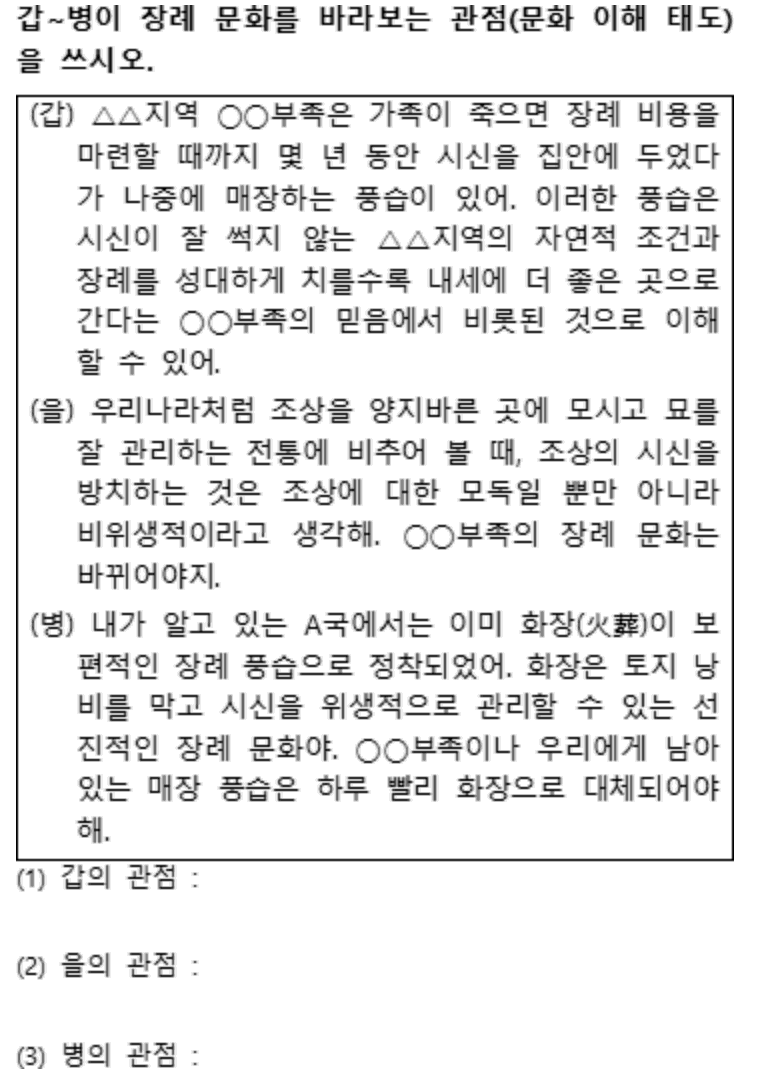 갑~병이 장례 문화를 바라보는 관점(문화 이해 태도)
을 쓰시오.
(갑) △△지역 ○○부족은 가족이 죽으면 장례 비용을
마련할 때까지 몇 년 동안 시신을 집안에 두었다
가 나중에 매장하는 풍습이 있어. 이러한 풍습은
시신이 잘 썩지 않는 △△지역의 자연적 조건과
장례를 성대하게 치를수록 내세에 더 좋은 곳으로
간다는 ○○부족의 믿음에서 비롯된 것으로 이해
할 수 있어.
(을) 우리나라처럼 조상을 양지바른 곳에 모시고 묘를
잘 관리하는 전통에 비추어 볼 때, 조상의 시신을
방치하는 것은 조상에 대한 모독일 뿐만 아니라
비위생적이라고 생각해. ○○부족의 장례 문화는
바뀌어야지.
(병) 내가 알고 있는 A국에서는 이미 화장(火葬)이 보
편적인 장례 풍습으로 정착되었어. 화장은 토지 낭
비를 막고 시신을 위생적으로 관리할 수 있는 선
진적인 장례 문화야. ○○부족이나 우리에게 남아
있는 매장 풍습은 하루 빨리 화장으로 대체되어야
해.
(1) 갑의 관점 :
(2) 을의 관점 :
(3) 병의 관점 :